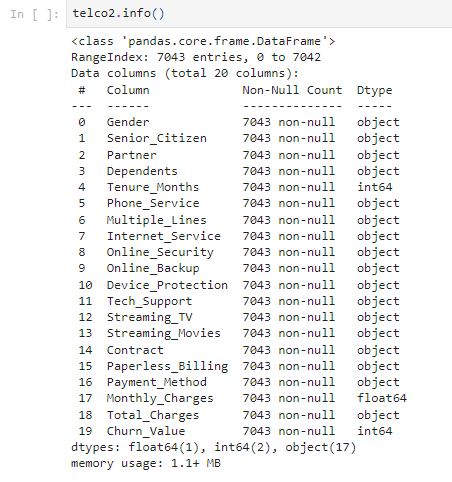 In [ ]: telco2.info()
<class 'pandas.core.frame.DataFrame'>
RangeIndex: 7043 entries, 0 to 7042
Data columns (total 20 columns):
 #   Column             Non-Null Count  Dtype
---  ------             --------------  -----
 0   Gender             7043 non-null   object
 1   Senior_Citizen     7043 non-null   object
 2   Partner            7043 non-null   object
 3   Dependents         7043 non-null   object
 4   Tenure_Months      7043 non-null   int64
 5   Phone_Service      7043 non-null   object
 6   Multiple_Lines     7043 non-null   object
 7   Internet_Service   7043 non-null   object
 8   Online_Security    7043 non-null   object
 9   Online_Backup      7043 non-null   object
 10  Device_Protection  7043 non-null   object
 11  Tech_Support       7043 non-null   object
 12  Streaming_TV       7043 non-null   object
 13  Streaming_Movies   7043 non-null   object
 14  Contract           7043 non-null   object
 15  Paperless_Billing  7043 non-null   object
 16  Payment_Method     7043 non-null   object
 17  Monthly_Charges    7043 non-null   float64
 18  Total_Charges      7043 non-null   object
 19  Churn_Value        7043 non-null   int64
dtypes: float64(1), int64(2), object(17)
memory usage: 1.1+ MB